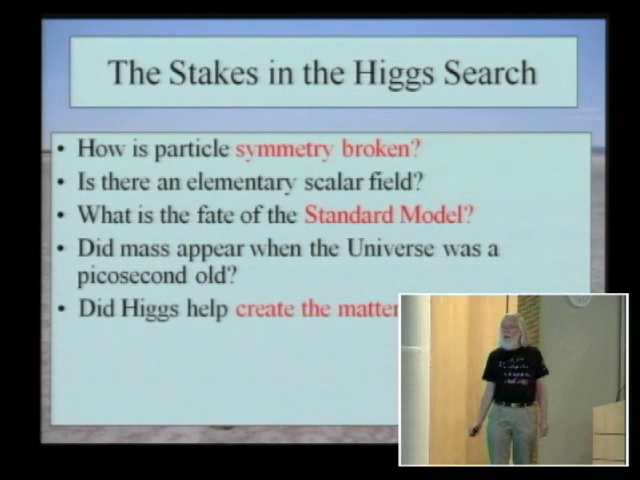 The Stakes in the Higgs Search
• How is particle symmetry broken?
• Is there an elementary scalar field?
• What is the fate of the Standard Model?
• Did mass appear when the Universe was a
picosecond old?
• Did Higgs help create the matter